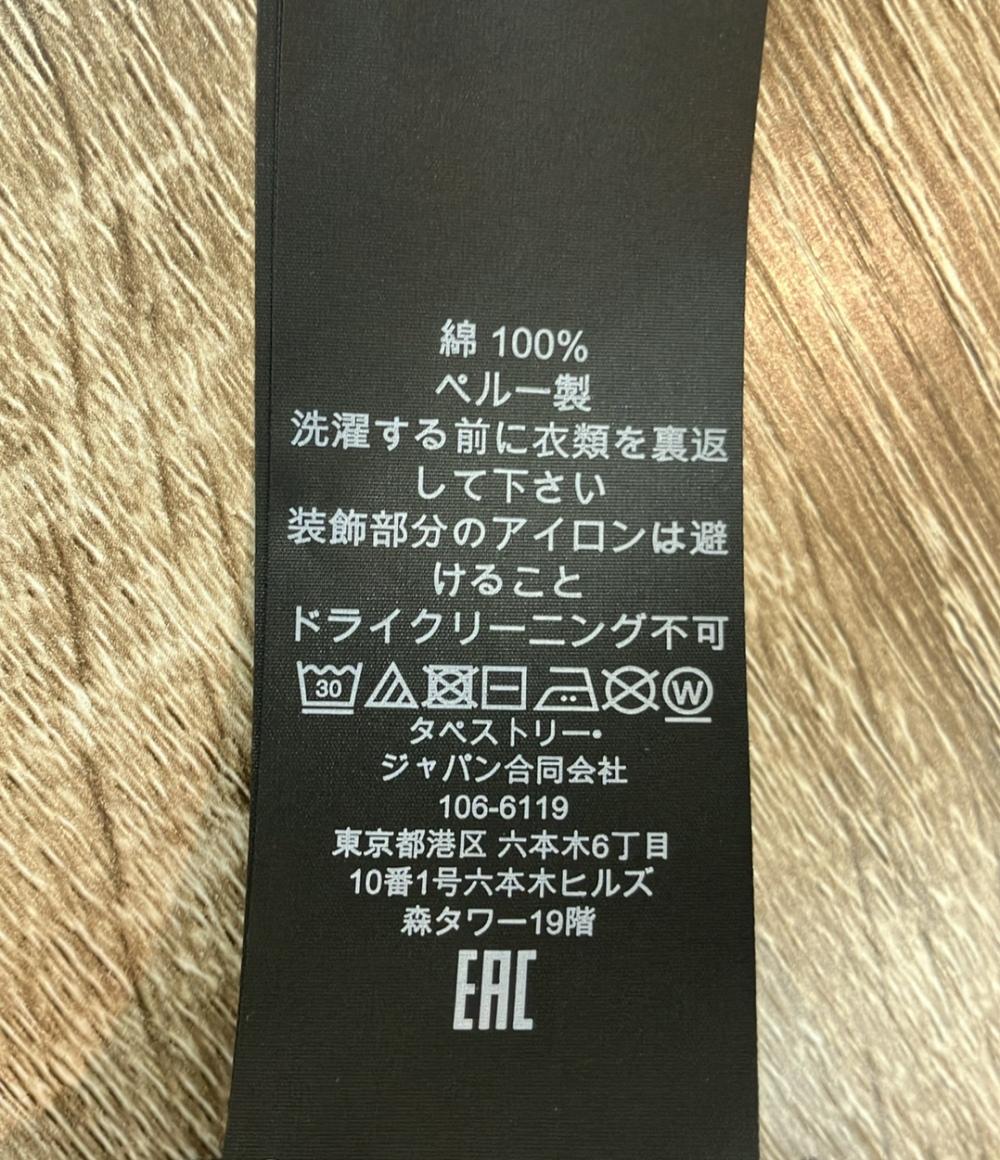 綿 100%
ペルー製
洗濯する前に衣類を裏返
して下さい
装飾部分のアイロンは避
けること
ドライクリーニング不可
30 W
タペストリー・
ジャパン合同会社
106-6119
東京都港区 六本木6丁目
10番1号六本木ヒルズ
森タワー19階
EAC